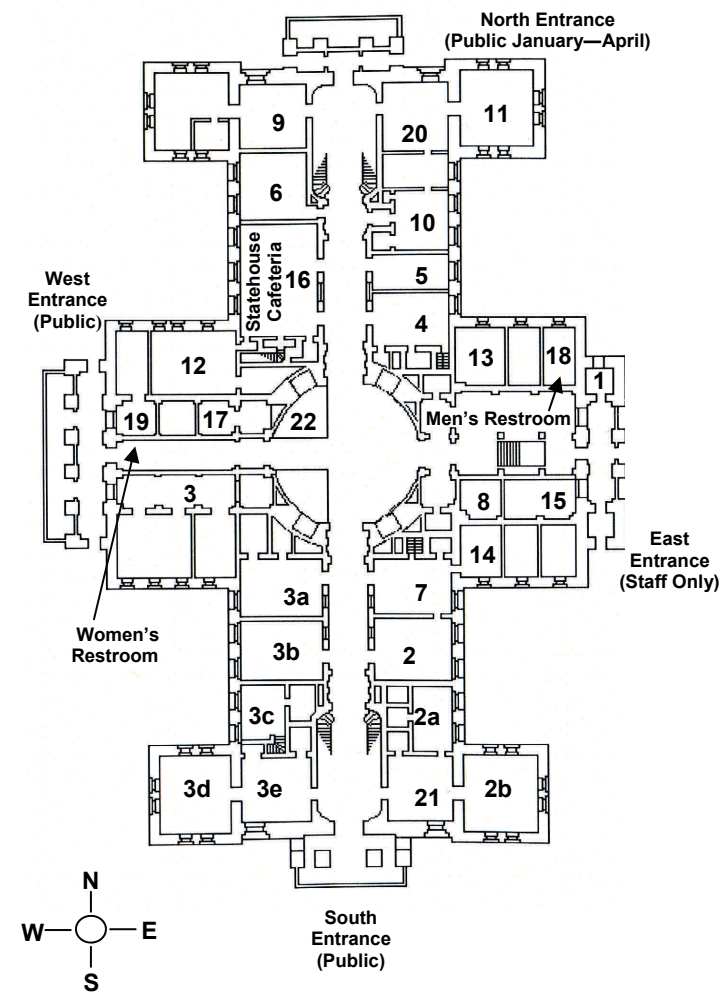 North Entrance
(Public January—April)
9
20
11
6
10
Statehouse
Cafeteria
16
5
4
West
Entrance
(Public)
12
13
18
1
19
17
22
Men's Restroom
3
8
15
14
East
Entrance
(Staff Only)
3a
7
Women's
Restroom
3b
2
3c
2a
3d
3e
21
2b
N
W
E
S
South
Entrance
(Public)